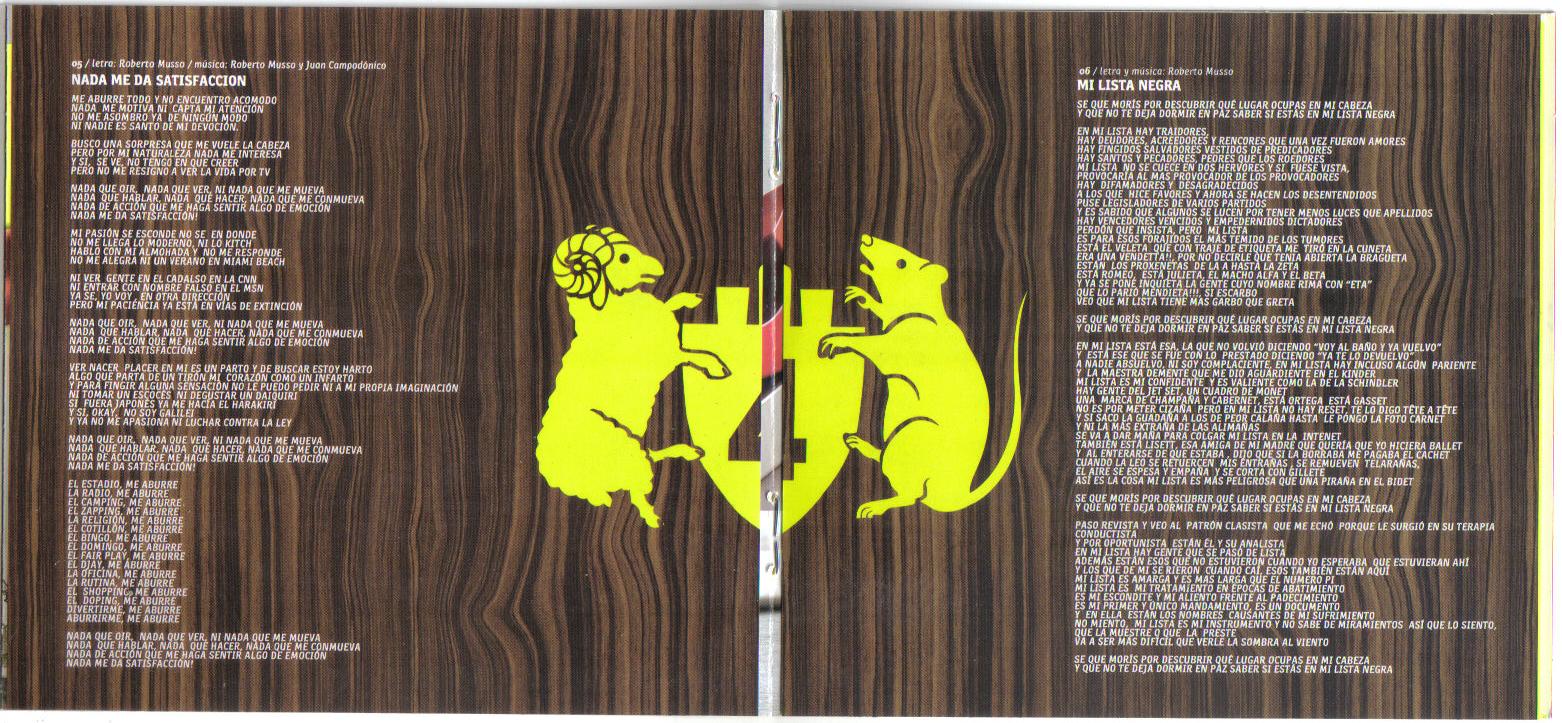 05 / letra: Roberto Musso / música: Roberto Musso y Juan Campodónico
NADA ME DA SATISFACCION
ME ABURRE TODO Y NO ENCUENTRO ACOMODO
NADA ME MOTIVA NI CAPTA MI ATENCIÓN
NO ME ASOMBRO YA DE NINGÚN MODO
NI NADIE ES SANTO DE MI DEVOCIÓN.
BUSCO UNA SORPRESA QUE ME VUELE LA CABEZA
PERO POR MI NATURALEZA NADA ME INTERESA
Y SI, SE VE, NO TENGO EN QUE CREER
PERO NO ME RESIGNO A VER LA VIDA POR TV
NADA QUE OIR, NADA QUE VER, NI NADA QUE ME MUEVA
NADA QUE HABLAR, NADA QUE HACER, NADA QUE ME CONMUEVA
NADA DE ACCIÓN QUE ME HAGA SENTIR ALGO DE EMOCIÓN
NADA ME DA SATISFACCIÓN!
MI PASIÓN SE ESCONDE NO SE EN DONDE
NO ME LLEGA LO MODERNO, NI LO KITCH
HABLO CON MI ALMOHADA Y NO ME RESPONDE
NO ME ALEGRA NI UN VERANO EN MIAMI BEACH
NI VER GENTE EN EL CADALSO EN LA CNN
NI ENTRAR CON NOMBRE FALSO EN EL MSN
YA SE, YO VOY EN OTRA DIRECCIÓN
PERO MI PACIENCIA YA ESTÁ EN VÍAS DE EXTINCIÓN
NADA QUE OIR, NADA QUE VER, NI NADA QUE ME MUEVA
NADA QUE HABLAR, NADA QUE HACER, NADA QUE ME CONMUEVA
NADA DE ACCIÓN QUE ME HAGA SENTIR ALGO DE EMOCIÓN
NADA ME DA SATISFACCIÓN!
VER NACER PLACER EN MI ES UN PARTO Y DE BUSCAR ESTOY HARTO
ALGO QUE PARTA DE UN TIRÓN MI CORAZÓN COMO UN INFARTO
Y PARA FINGIR ALGUNA SENSACIÓN NO LE PUEDO PEDIR NI A MI PROPIA IMAGINACIÓN
NI TOMAR UN ESCOCES NI DEGUSTAR UN DAIQUIRI
SI FUERA JAPONÉS YA ME HACÍA EL HARAKIRI
Y SI, OKAY, NO SOY GALILEI
Y YA NO ME APASIONA NI LUCHAR CONTRA LA LEY
NADA QUE OIR, NADA QUE VER, NI NADA QUE ME MUEVA
NADA QUE HABLAR, NADA QUE HACER, NADA QUE ME CONMUEVA
NADA DE ACCIÓN QUE ME HAGA SENTIR ALGO DE EMOCIÓN
NADA ME DA SATISFACCIÓN!
EL ESTADIO, ME ABURRE
LA RADIO, ME ABURRE
EL CAMPING, ME ABURRE
EL ZAPPING, ME ABURRE
LA RELIGIÓN, ME ABURRE
EL COTILLÓN, ME ABURRE
EL BINGO, ME ABURRE
EL DOMINGO, ME ABURRE
EL FAIR PLAY, ME ABURRE
EL DJAY, ME ABURRE
LA OFICINA, ME ABURRE
LA RUTINA, ME ABURRE
EL SHOPPING, ME ABURRE
EL DOPING, ME ABURRE
DIVERTIRME, ME ABURRE
ABURRIRME, ME ABURRE
NADA QUE OIR, NADA QUE VER, NI NADA QUE ME MUEVA
NADA QUE HABLAR, NADA QUE HACER, NADA QUE ME CONMUEVA
NADA DE ACCIÓN QUE ME HAGA SENTIR ALGO DE EMOCIÓN
NADA ME DA SATISFACCIÓN!
4
06 / letra y música: Roberto Musso
MI LISTA NEGRA
SE QUE MORÍS POR DESCUBRIR QUÉ LUGAR OCUPAS EN MI CABEZA
Y QUE NO TE DEJA DORMIR EN PAZ SABER SI ESTÁS EN MI LISTA NEGRA
EN MI LISTA HAY TRAIDORES,
HAY DEUDORES, ACREEDORES Y RENCORES QUE UNA VEZ FUERON AMORES
HAY FINGIDOS SALVADORES VESTIDOS DE PREDICADORES
HAY SANTOS Y PECADORES, PEORES QUE LOS ROEDORES
MI LISTA NO SE CUECE EN DOS HERVORES Y SI FUESE VISTA,
PROVOCARÍA AL MÁS PROVOCADOR DE LOS PROVOCADORES
HAY DIFAMADORES Y DESAGRADECIDOS
A LOS QUE HICE FAVORES Y AHORA SE HACEN LOS DESENTENDIDOS
PUSE LEGISLADORES DE VARIOS PARTIDOS
Y ES SABIDO QUE ALGUNOS SE LUCEN POR TENER MENOS LUCES QUE APELLIDOS
HAY VENCEDORES VENCIDOS Y EMPEDERNIDOS DICTADORES
PERDÓN QUE INSISTA, PERO MI LISTA
ES PARA ESOS FORAJIDOS EL MÁS TEMIDO DE LOS TUMORES
ESTÁ EL VELETA QUE CON TRAJE DE ETIQUETA ME TIRÓ EN LA CUNETA
ERA UNA VENDETTA!!, POR NO DECIRLE QUE TENÍA ABIERTA LA BRAGUETA
ESTÁN LOS PROXENETAS DE LA A HASTA LA ZETA
ESTÁ ROMEO, ESTÁ JULIETA, EL MACHO ALFA Y EL BETA
Y YA SE PONE INQUIETA LA GENTE CUYO NOMBRE RIMA CON "ETA"
QUE LO PARIÓ MENDIETA!!!, SI ESCARBO
VEO QUE MI LISTA TIENE MÁS GARBO QUE GRETA
SE QUE MORÍS POR DESCUBRIR QUÉ LUGAR OCUPAS EN MI CABEZA
Y QUE NO TE DEJA DORMIR EN PAZ SABER SI ESTÁS EN MI LISTA NEGRA
EN MI LISTA ESTÁ ESA, LA QUE NO VOLVIÓ DICIENDO "VOY AL BAÑO Y YA VUELVO"
Y ESTÁ ESE QUE SE FUE CON LO PRESTADO DICIENDO "YA TE LO DEVUELVO"
A NADIE ABSUELVO, NI SOY COMPLACIENTE, EN MI LISTA HAY INCLUSO ALGÚN PARIENTE
Y LA MAESTRA DEMENTE QUE ME DIO AGUARDIENTE EN EL KINDER
MI LISTA ES MI CONFIDENTE Y ES VALIENTE COMO LA DE LA SCHINDLER
HAY GENTE DEL JET SET, UN CUADRO DE MONET
UNA MARCA DE CHAMPAÑA Y CABERNET, ESTÁ ORTEGA ESTÁ GASSET
NO ES POR METER CIZAÑA PERO EN MI LISTA NO HAY RESET, TE LO DIGO TÊTE A TÊTE
Y SI SACO LA GUADAÑA A LOS DE PEOR CALAÑA HASTA LE PONGO LA FOTO CARNET
Y NI LA MÁS EXTRAÑA DE LAS ALIMAÑAS
SE VA A DAR MAÑA PARA COLGAR MI LISTA EN LA INTENET
TAMBIÉN ESTÁ LISETT, ESA AMIGA DE MI MADRE QUE QUERÍA QUE YO HICIERA BALLET
Y AL ENTERARSE DE QUE ESTABA , DIJO QUE SI LA BORRABA ME PAGABA EL CACHET
CUANDO LA LEO SE RETUERCEN MIS ENTRAÑAS , SE REMUEVEN TELARAÑAS,
EL AIRE SE ESPESA Y EMPAÑA Y SE CORTA CON GILLETE
ASÍ ES LA COSA MI LISTA ES MÁS PELIGROSA QUE UNA PIRAÑA EN EL BIDET
SE QUE MORÍS POR DESCUBRIR QUÉ LUGAR OCUPAS EN MI CABEZA
Y QUE NO TE DEJA DORMIR EN PAZ SABER SI ESTÁS EN MI LISTA NEGRA
PASO REVISTA Y VEO AL PATRÓN CLASISTA QUE ME ECHÓ PORQUE LE SURGIÓ EN SU TERAPIA
CONDUCTISTA
Y POR OPORTUNISTA ESTÁN ÉL Y SU ANALISTA
EN MI LISTA HAY GENTE QUE SE PASÓ DE LISTA
ADEMÁS ESTÁN ESOS QUE NO ESTUVIERON CUANDO YO ESPERABA QUE ESTUVIERAN AHÍ
Y LOS QUE DE MI SE RIERON CUANDO CAÍ, ESOS TAMBIÉN ESTÁN AQUÍ
MI LISTA ES AMARGA Y ES MÁS LARGA QUE EL NÚMERO PI
MI LISTA ES MI TRATAMIENTO EN ÉPOCAS DE ABATIMIENTO
ES MI ESCONDITE Y MI ALIENTO FRENTE AL PADECIMIENTO
ES MI PRIMER Y ÚNICO MANDAMIENTO, ES UN DOCUMENTO
Y EN ELLA ESTÁN LOS NOMBRES CAUSANTES DE MI SUFRIMIENTO
NO MIENTO, MI LISTA ES MI INSTRUMENTO Y NO SABE DE MIRAMIENTOS ASÍ QUE LO SIENTO,
QUE LA MUESTRE O QUE LA PRESTE
VA A SER MÁS DIFÍCIL QUE VERLE LA SOMBRA AL VIENTO
SE QUE MORÍS POR DESCUBRIR QUÉ LUGAR OCUPAS EN MI CABEZA
Y QUE NO TE DEJA DORMIR EN PAZ SABER SI ESTÁS EN MI LISTA NEGRA